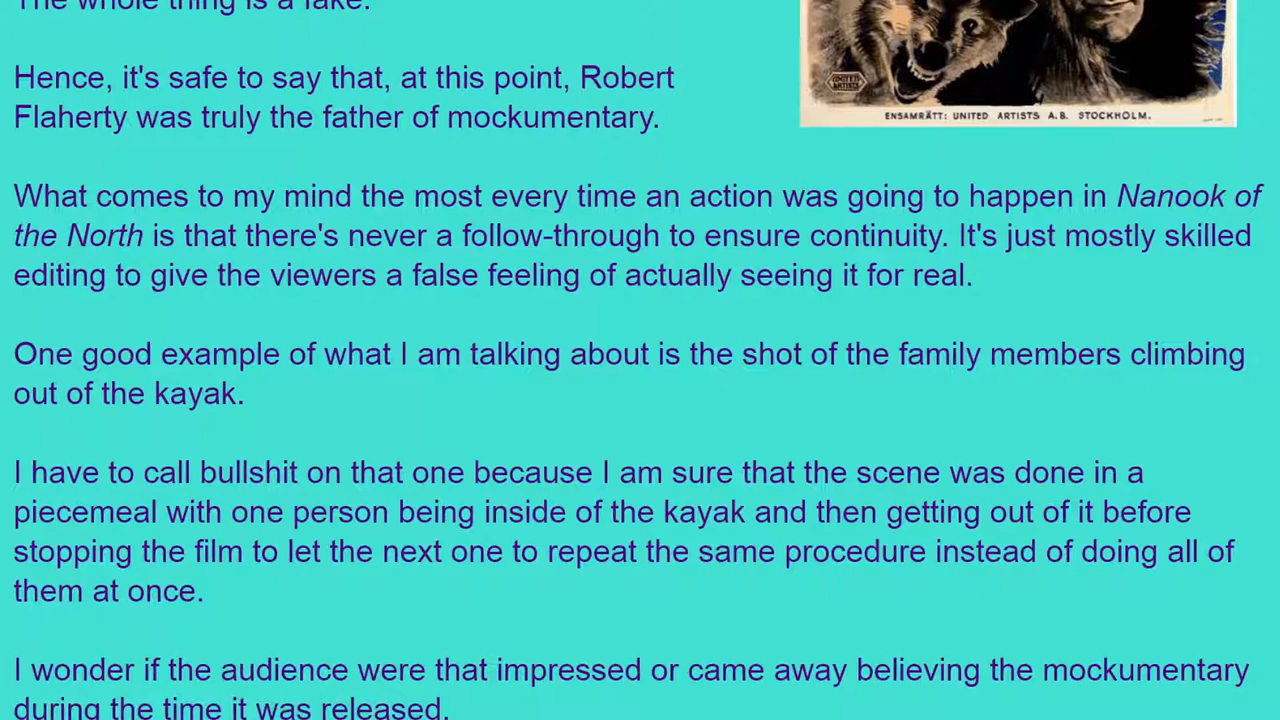 The whole thing is a fake.
Hence, it's safe to say that, at this point, Robert
Flaherty was truly the father of mockumentary.
UNITED
ARTISTS
ENSAMRÄTT: UNITED ARTISTS A.B. STOCKHOLM.
What comes to my mind the most every time an action was going to happen in Nanook of
the North is that there's never a follow-through to ensure continuity. It's just mostly skilled
editing to give the viewers a false feeling of actually seeing it for real.
One good example of what I am talking about is the shot of the family members climbing
out of the kayak.
I have to call bullshit on that one because I am sure that the scene was done in a
piecemeal with one person being inside of the kayak and then getting out of it before
stopping the film to let the next one to repeat the same procedure instead of doing all of
them at once.
I wonder if the audience were that impressed or came away believing the mockumentary
during the time it was released.